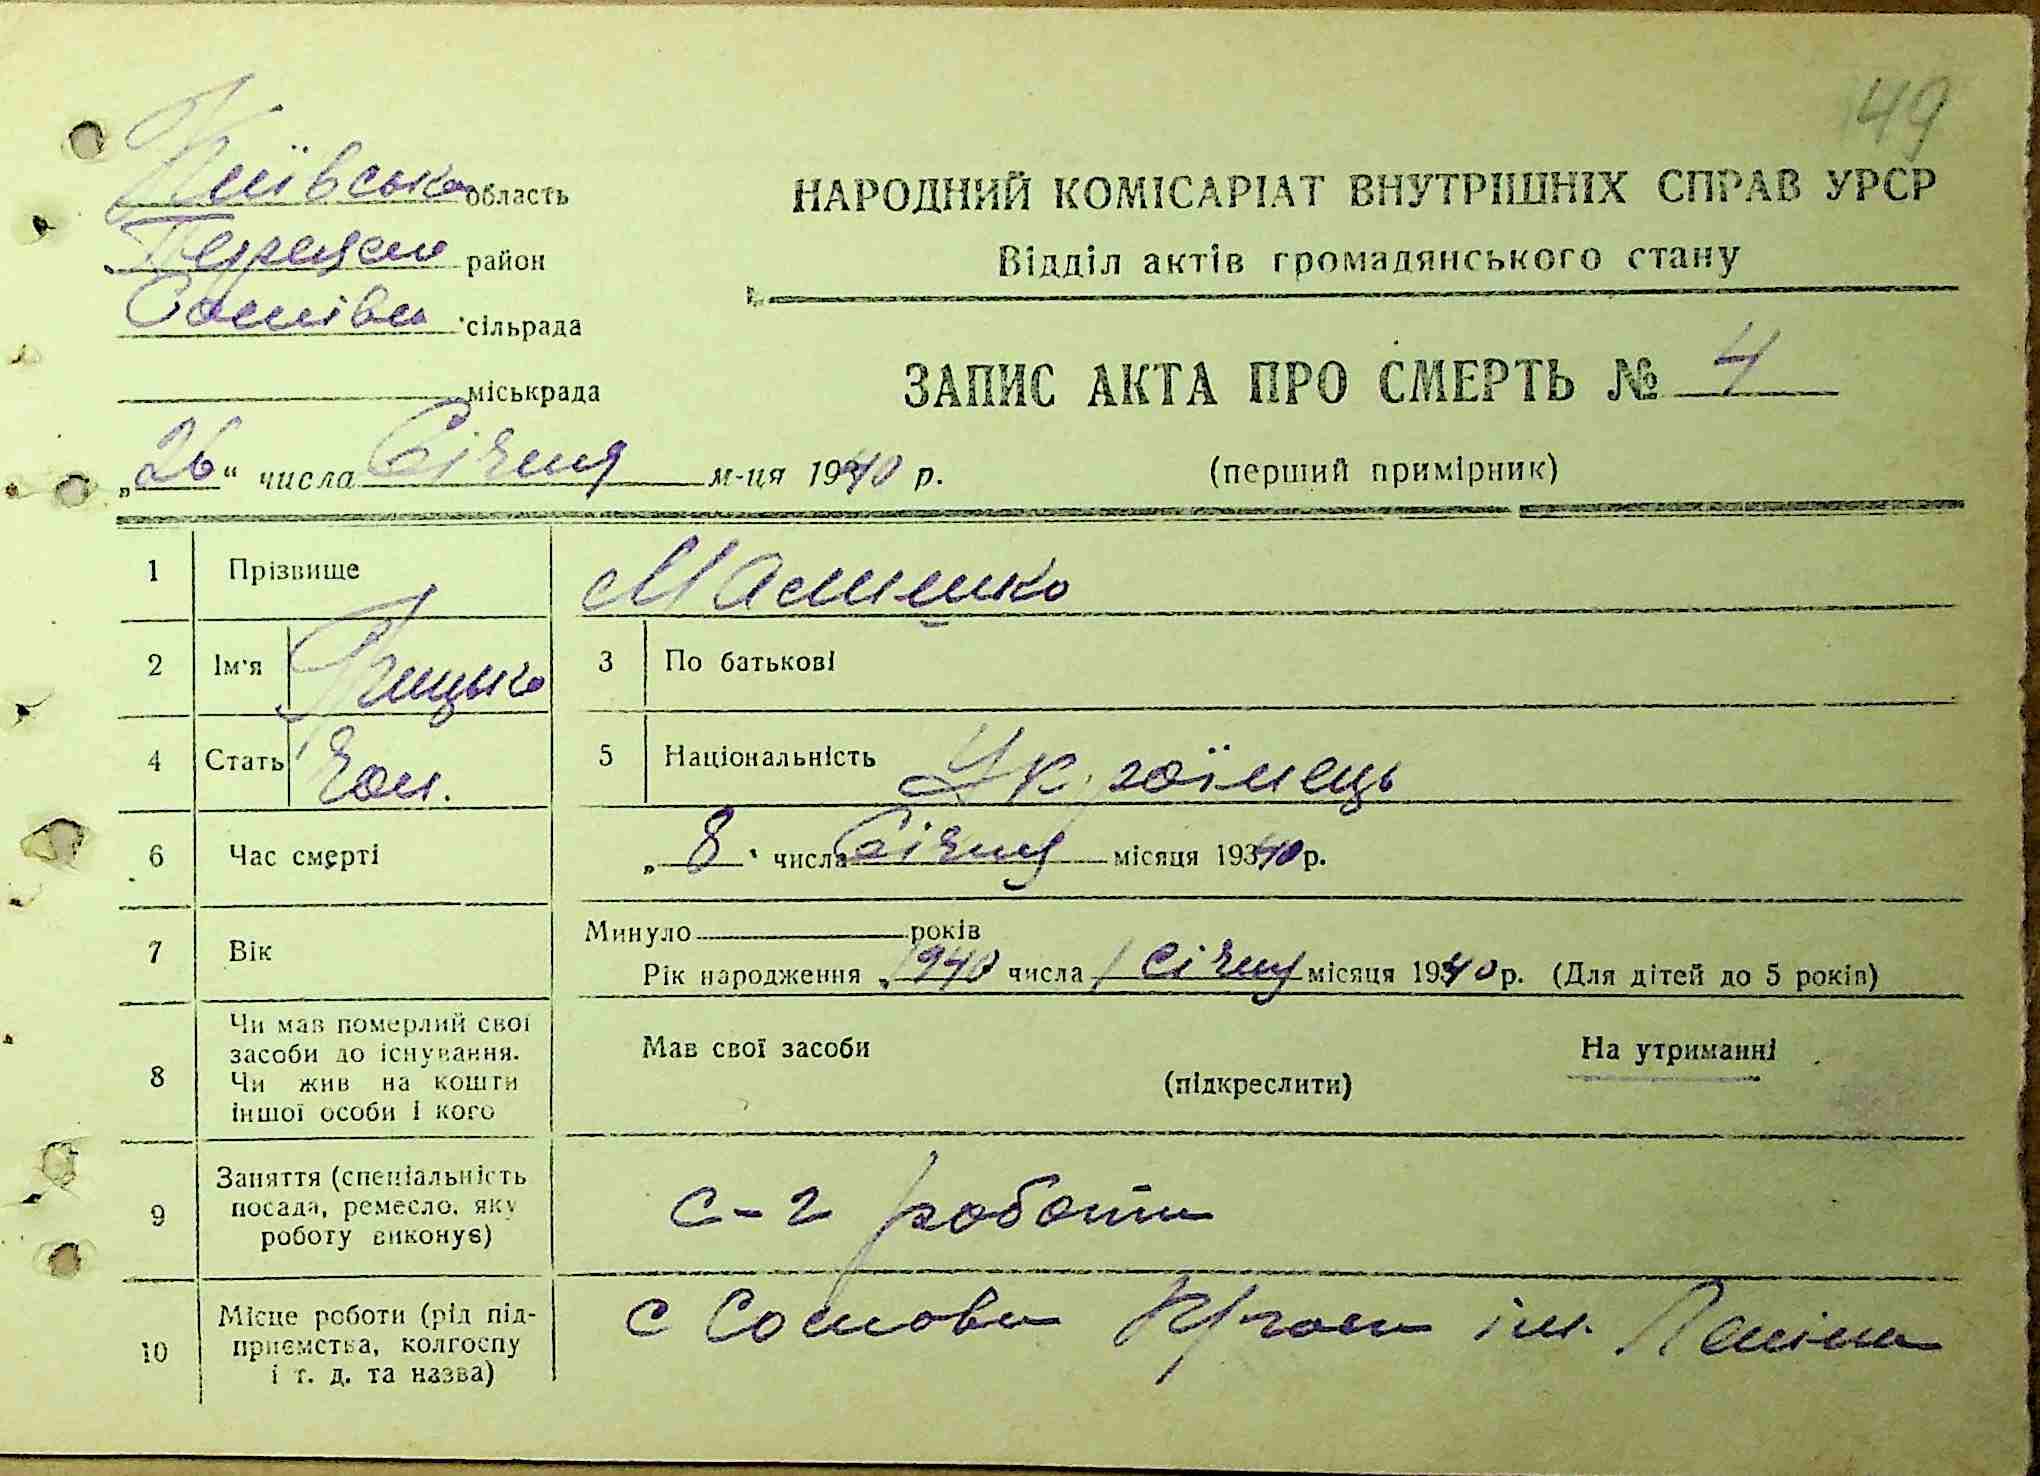 149
Київська область
район
сільрада
міськрада
НАРОДНИЙ КОМІСАРІАТ ВНУТРІШНІХ СПРАВ УРСР
Відділ актів громадянського стану
ЗАПИС АКТА ПРО СМЕРТЬ № 4
(перший примірник)
„26“ числа Січня м-ця 1940 р.
1 Прізвище
2 Ім'я Грицько
3 По батькові
4 Стать Чол.
5 Національність Українець
6 Час смерті „8“ числа Січня місяця 1940 р.
7 Вік Минуло років
Рік народження „1940 числа 1 Січня місяця 1940 р. (Для дітей до 5 років)
8 Чи мав померлий свої
засоби до існування.
Чи жив на кошти
іншої особи і кого
Мав свої засоби На утриманні
(підкреслити)
9 Заняття (спеціальність
посада, ремесло, яку
роботу виконує)
с-г робота
10 Місце роботи (рід під-
приємства, колгоспу
і т. д. та назва)
с Соснова ім. Леніна